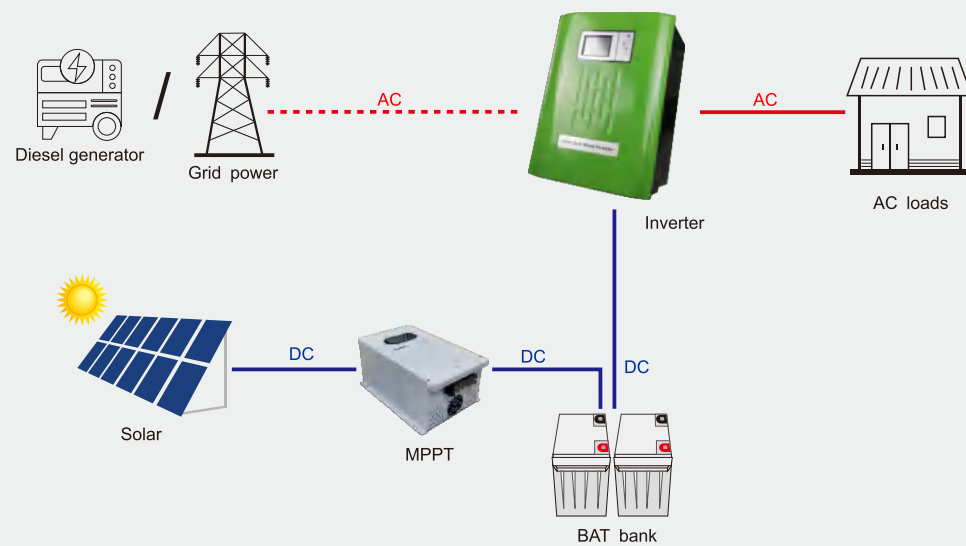 AC
AC
Diesel generator
Grid power
AC loads
Inverter
DC
DC
DC
Solar
MPPT
BAT bank